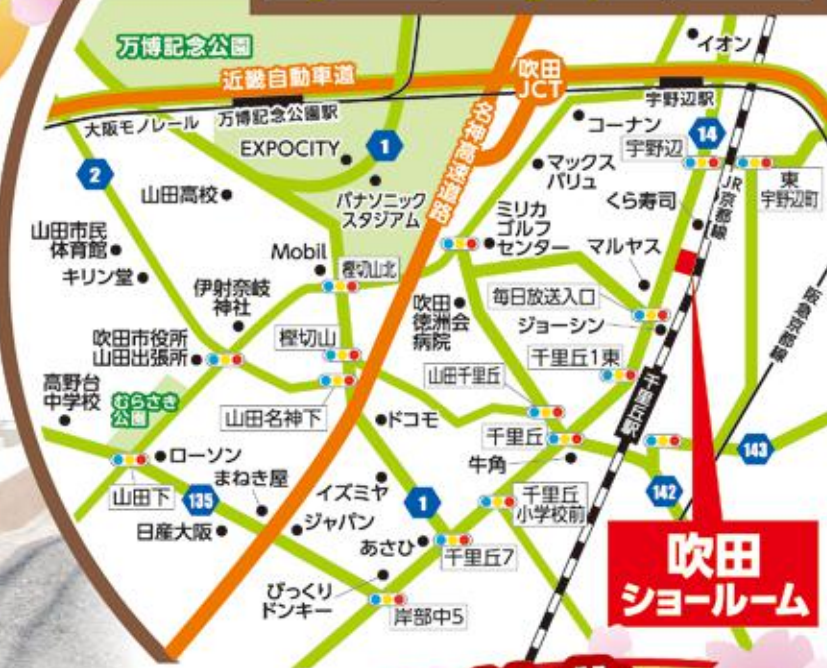 イオン
万博記念公園
近畿自動車道
吹田
JCT
大阪モノレール
万博記念公園駅
宇野辺駅
コーナン
14
宇野辺
EXPOCITY
1
名神高速道路
マックス
バリュ
JR京都線
東
宇野辺町
2
山田高校
パナソニック
スタジアム
くら寿司
ミリカ
ゴルフ
センター
マルヤス
山田市民
体育館
キリン堂
Mobil
樫切山北
伊射奈岐
神社
吹田
徳洲会
病院
毎日放送入口
ジョーシン
阪急京都線
吹田市役所
山田出張所
樫切山
千里丘1東
山田千里丘
千里丘駅
高野台
中学校
むらさき
公園
山田名神下
ドコモ
千里丘
143
牛角
ローソン
まねき屋
イズミヤ
142
山田下
135
1
千里丘
小学校前
日産大阪
ジャパン
あさひ
千里丘7
びっくり
ドンキー
岸部中5
吹田
ショールーム